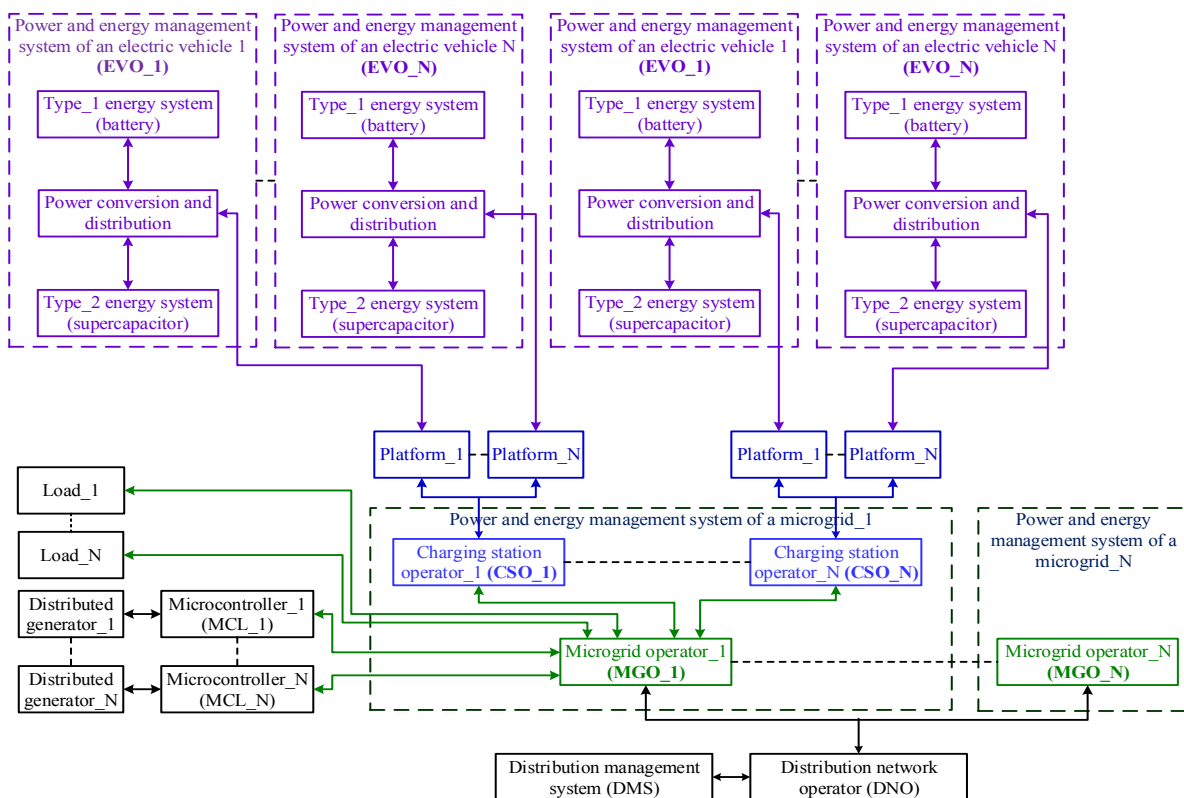 Power and energy management
system of an electric vehicle 1
(EVO_1)
Type_1 energy system
(battery)
Power conversion and
distribution
Type_2 energy system
(supercapacitor)
Power and energy management
system of an electric vehicle N
(EVO_N)
Type_1 energy system
(battery)
Power conversion and
distribution
Type_2 energy system
(supercapacitor)
Power and energy management
system of an electric vehicle 1
(EVO_1)
Type_1 energy system
(battery)
Power conversion and
distribution
Type_2 energy system
(supercapacitor)
Power and energy management
system of an electric vehicle N
(EVO_N)
Type_1 energy system
(battery)
Power conversion and
distribution
Type_2 energy system
(supercapacitor)
Platform_1
Platform_N
Platform_1
Platform_N
Load_1
Load_N
Distributed
generator_1
Microcontroller_1
(MCL_1)
Distributed
generator_N
Microcontroller_N
(MCL_N)
Power and energy management system of a microgrid_1
Charging station
operator_1 (CSO_1)
Charging station
operator_N (CSO_N)
Microgrid operator_1
(MGO_1)
Power and energy
management system of a
microgrid_N
Microgrid operator_N
(MGO_N)
Distribution management
system (DMS)
Distribution network
operator (DNO)